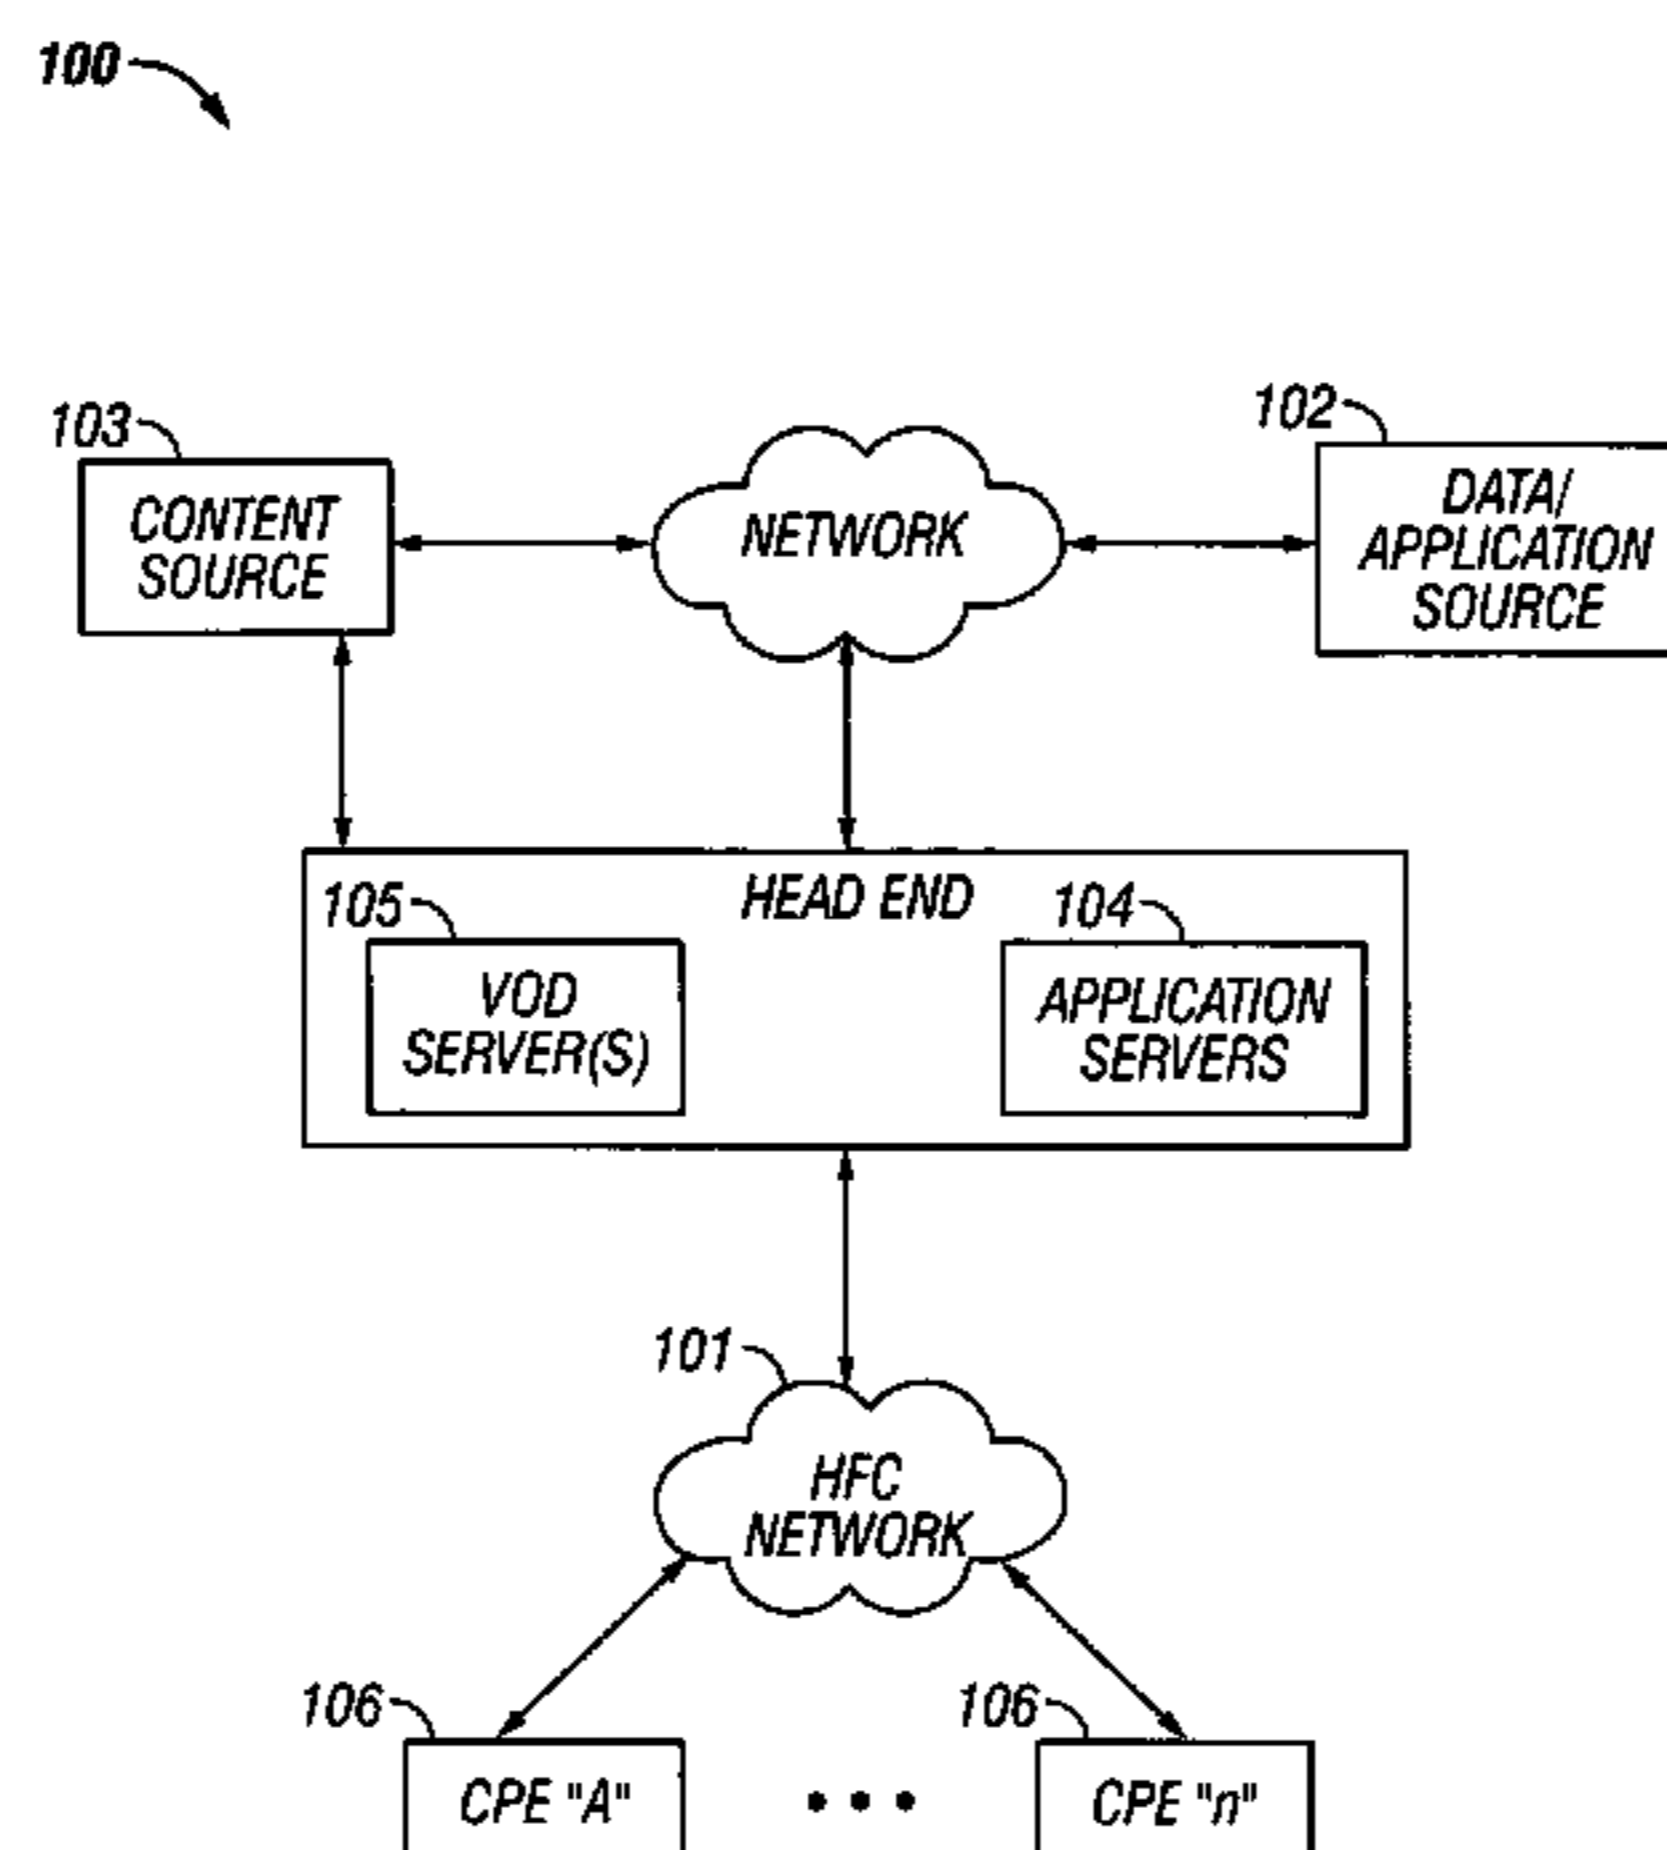 100
103
CONTENT
SOURCE
NETWORK
102
DATA/
APPLICATION
SOURCE
HEAD END
105
VOD
SERVER(S)
104
APPLICATION
SERVERS
101
HFC
NETWORK
106
CPE "A"
• • •
106
CPE "n"